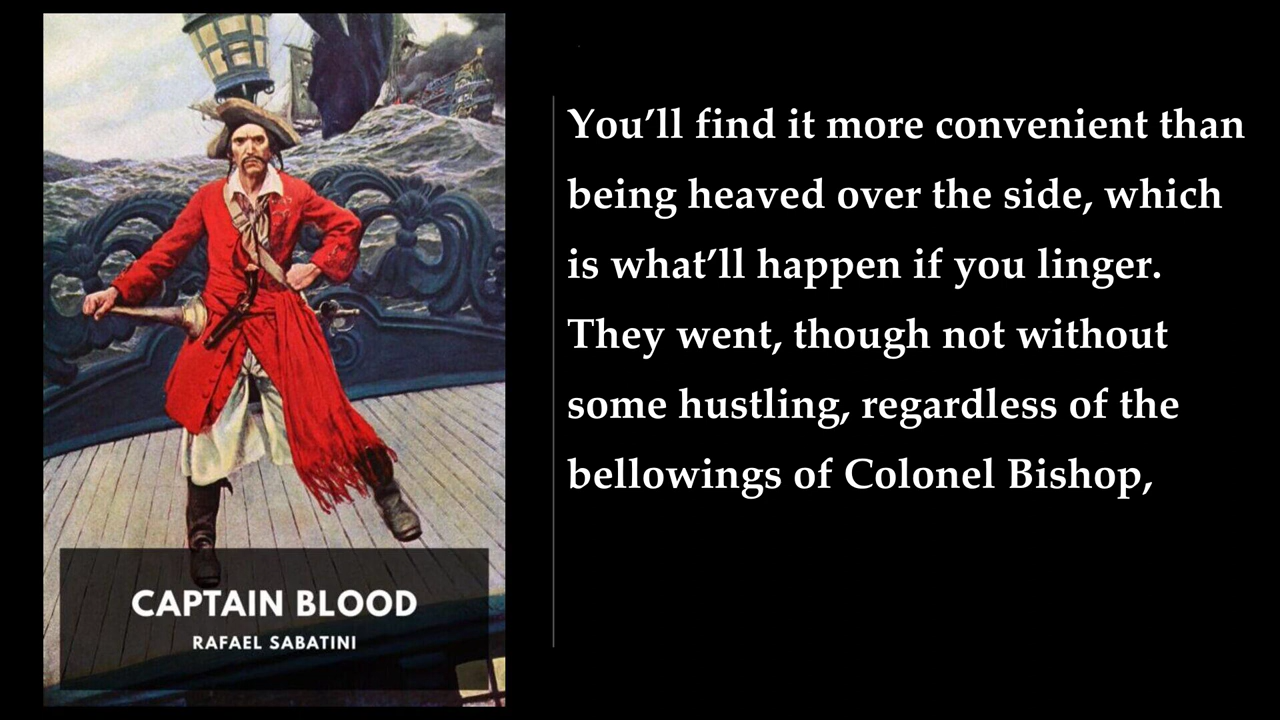 CAPTAIN BLOOD
RAFAEL SABATINI
You’ll find it more convenient than
being heaved over the side, which
is what’ll happen if you linger.
They went, though not without
some hustling, regardless of the
bellowings of Colonel Bishop,